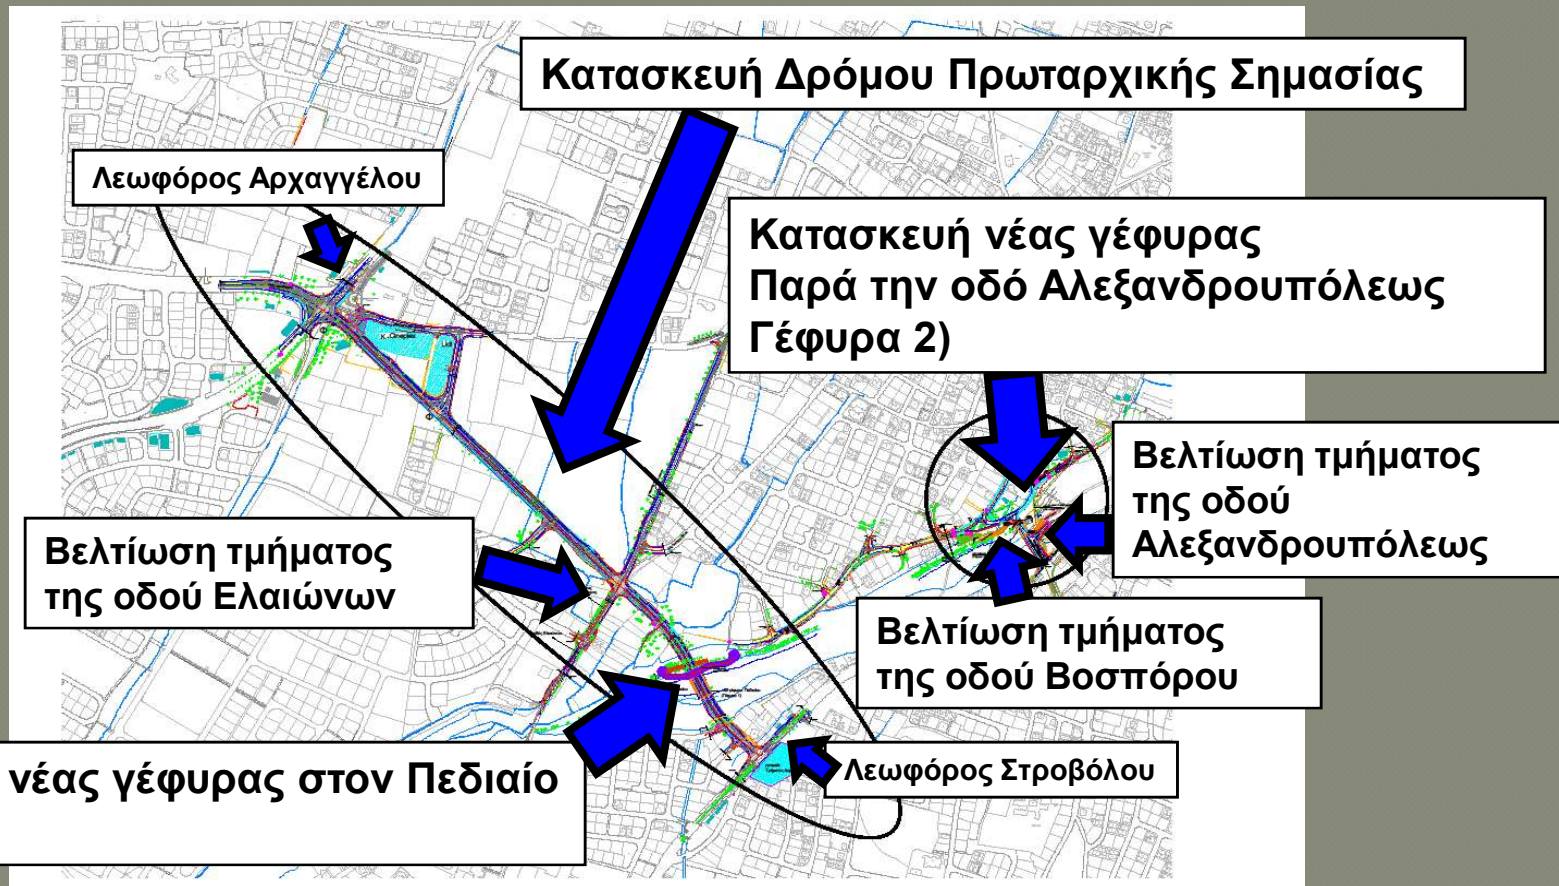 Κατασκευή Δρόμου Πρωταρχικής Σημασίας
Λεωφόρος Αρχαγγέλου
Κατασκευή νέας γέφυρας
Παρά την οδό Αλεξανδρουπόλεως
Γέφυρα 2)
Βελτίωση τμήματος
της οδού
Αλεξανδρουπόλεως
Βελτίωση τμήματος
της οδού Ελαιώνων
Βελτίωση τμήματος
της οδού Βοσπόρου
νέας γέφυρας στον Πεδιαίο
Λεωφόρος Στροβόλου